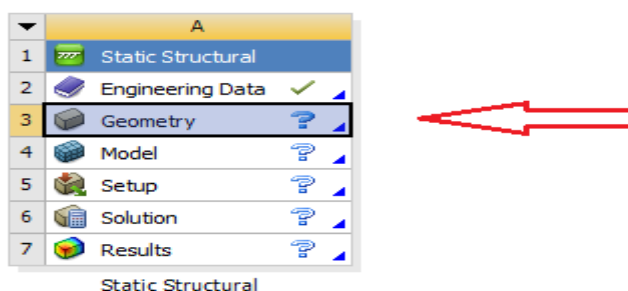 A
1 Static Structural
2 Engineering Data
3 Geometry ?
4 Model ?
5 Setup ?
6 Solution ?
7 Results ?
Static Structural